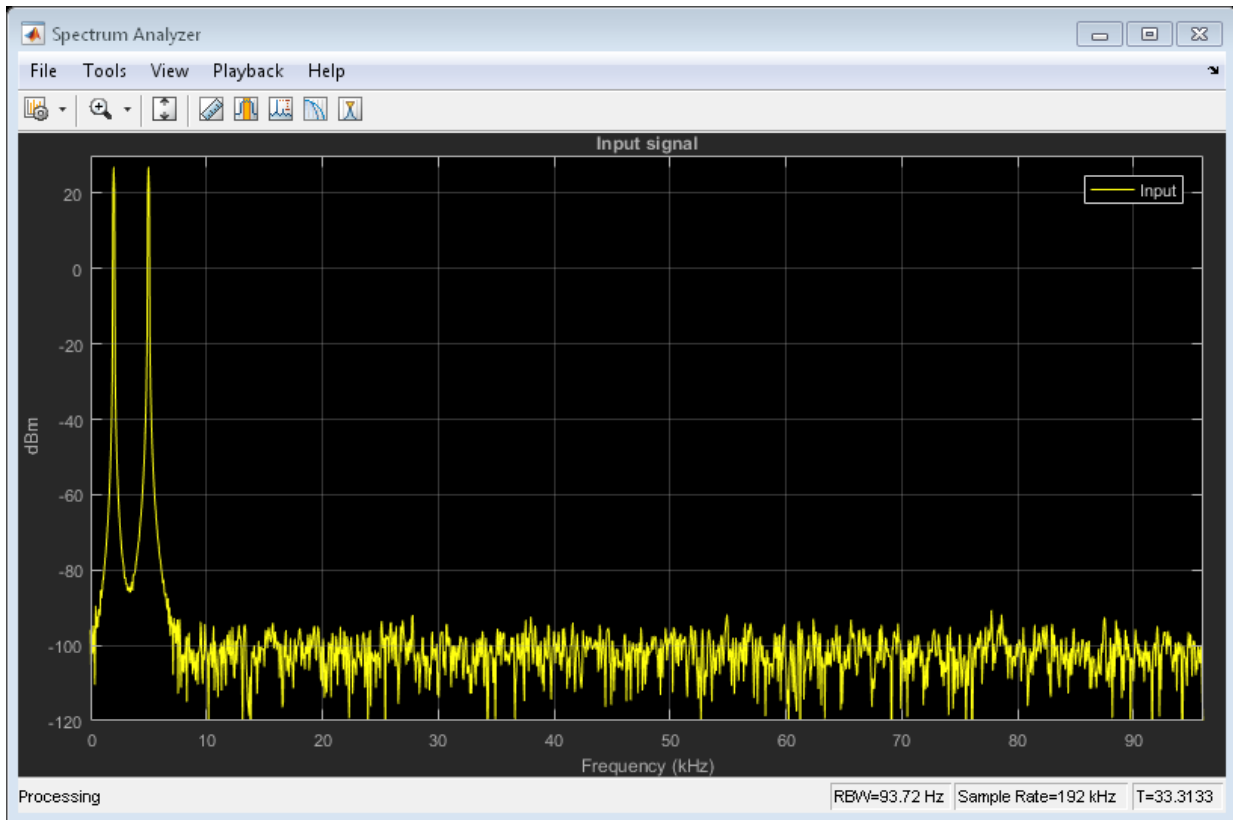 Spectrum Analyzer
File Tools View Playback Help
Input signal
Input
20
0
-20
-40
-60
-80
-100
-120
dBm
0 10 20 30 40 50 60 70 80 90
Frequency (kHz)
Processing RBW=93.72 Hz Sample Rate=192 kHz T=33.3133